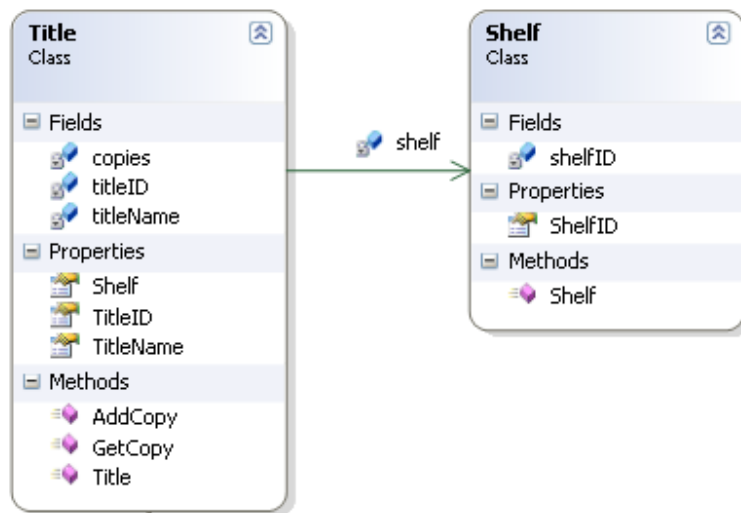 Title
Class
Fields
copies
titleID
titleName
Properties
Shelf
TitleID
TitleName
Methods
AddCopy
GetCopy
Title
shelf
Shelf
Class
Fields
shelfID
Properties
ShelfID
Methods
Shelf